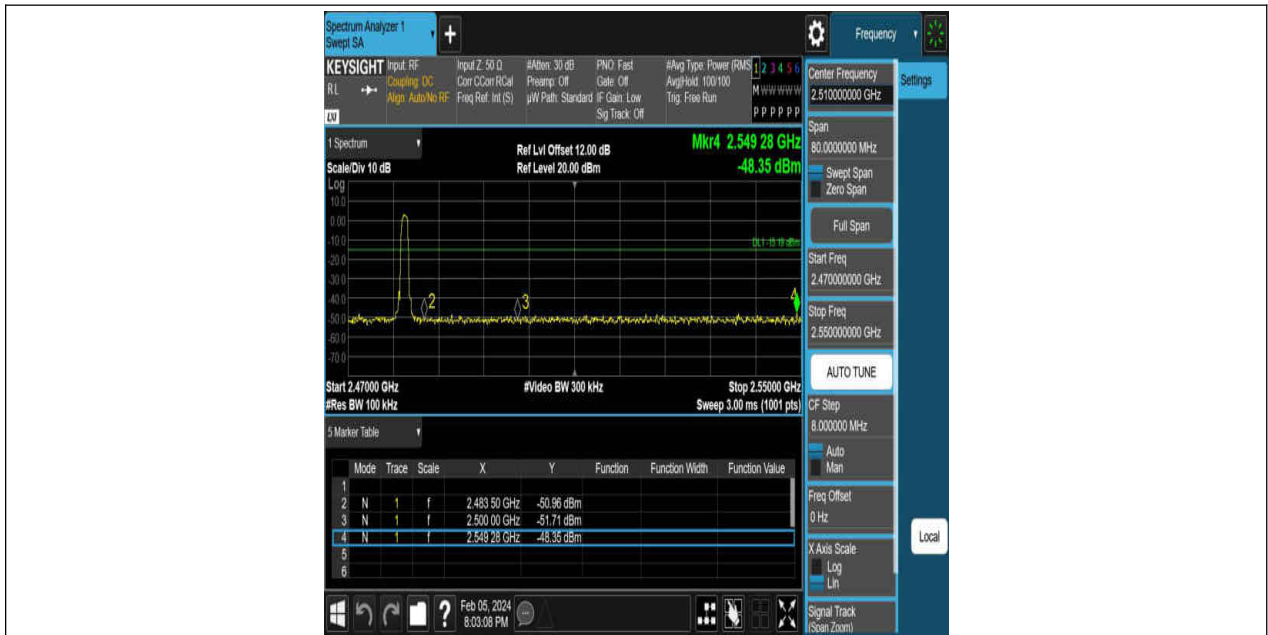 Spectrum Analyzer 1
Swept SA
+
Frequency
KEYSIGHT
RL
LXI
Input: RF
Coupling: DC
Align: Auto/No RF
Input Z: 50 Ω
Corr CCorr RCal
Freq Ref: Int (S)
#Atten: 30 dB
Preamp: Off
µW Path: Standard
PNO: Fast
Gate: Off
IF Gain: Low
Sig Track: Off
#Avg Type: Power (RMS
Avg|Hold: 100/100
Trig: Free Run
1 2 3 4 5 6
M W W W W W
P P P P P P
1 Spectrum
Scale/Div 10 dB
Ref Lvl Offset 12.00 dB
Ref Level 20.00 dBm
Mkr4 2.549 28 GHz
-48.35 dBm
Log
10.0
0.00
-10.0
-20.0
-30.0
-40.0
-50.0
-60.0
-70.0
DL1 -15.19 dBm
2
3
4
Start 2.47000 GHz
#Res BW 100 kHz
#Video BW 300 kHz
Stop 2.55000 GHz
Sweep 3.00 ms (1001 pts)
5 Marker Table
Mode Trace Scale X Y Function Function Width Function Value
1
2 N 1 f 2.483 50 GHz -50.96 dBm
3 N 1 f 2.500 00 GHz -51.71 dBm
4 N 1 f 2.549 28 GHz -48.35 dBm
5
6
Feb 05, 2024
8:03:08 PM
Center Frequency
2.510000000 GHz
Settings
Span
80.0000000 MHz
Swept Span
Zero Span
Full Span
Start Freq
2.470000000 GHz
Stop Freq
2.550000000 GHz
AUTO TUNE
CF Step
8.000000 MHz
Auto
Man
Freq Offset
0 Hz
X Axis Scale
Log
Lin
Local
Signal Track
(Span Zoom)